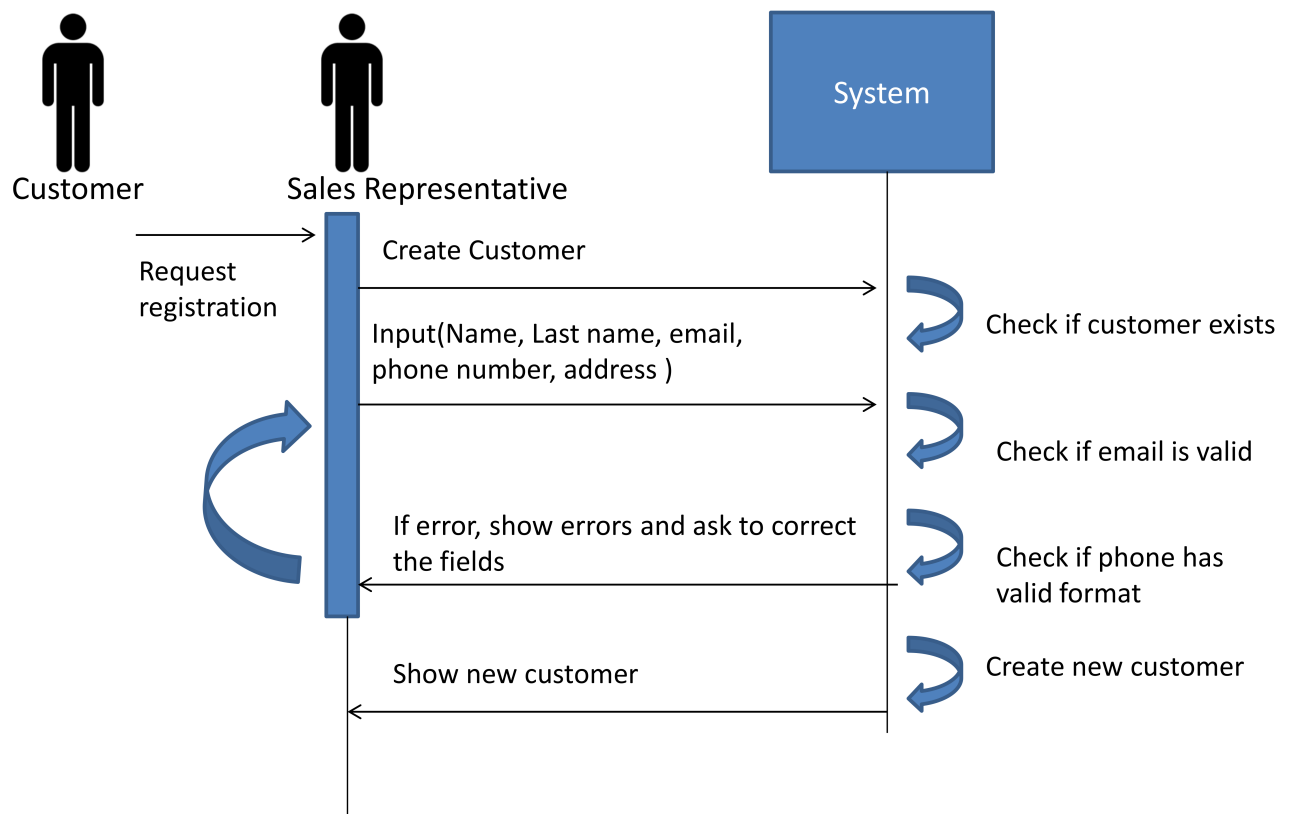 System
Customer
Sales Representative
Create Customer
Request
registration
Check if customer exists
Input(Name, Last name, email,
phone number, address )
Check if email is valid
If error, show errors and ask to correct
the fields
Check if phone has
valid format
Show new customer
Create new customer